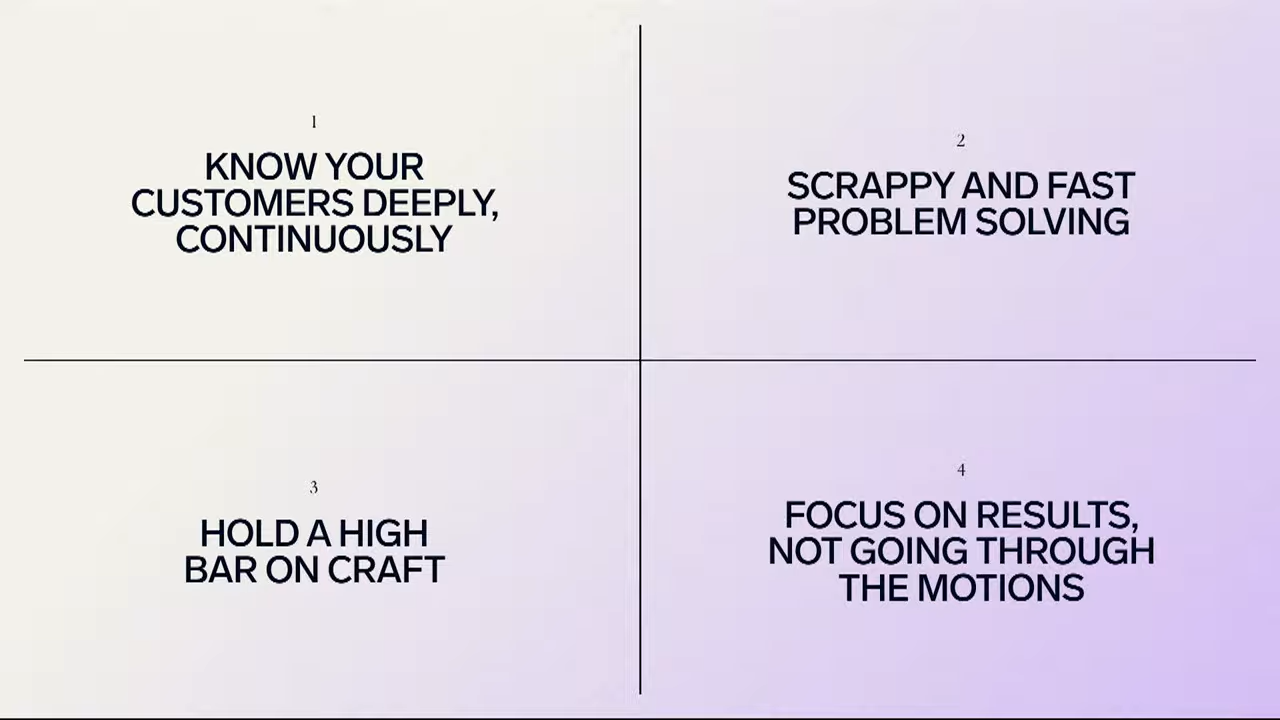 1
KNOW YOUR
CUSTOMERS DEEPLY,
CONTINUOUSLY
2
SCRAPPY AND FAST
PROBLEM SOLVING
3
HOLD A HIGH
BAR ON CRAFT
4
FOCUS ON RESULTS,
NOT GOING THROUGH
THE MOTIONS